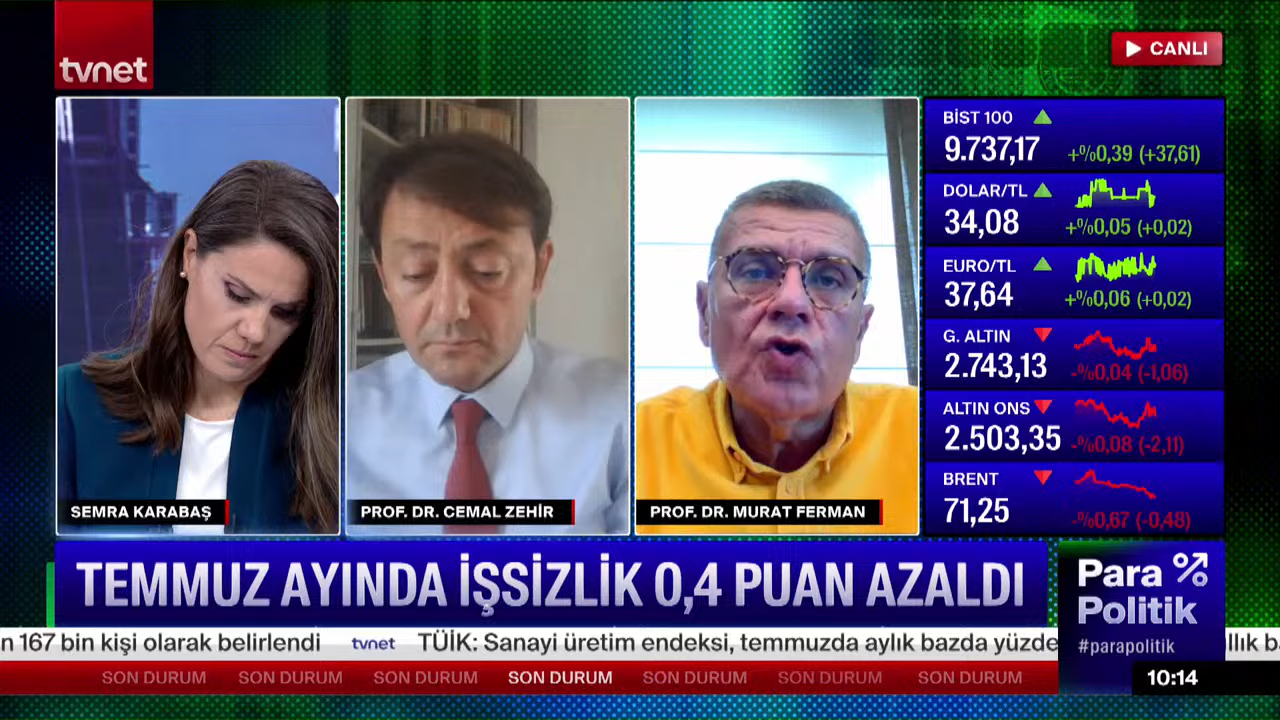 tvnet
CANLI
BİST 100
9.737,17
+%0,39 (+37,61)
DOLAR/TL
34,08
+%0,05 (+0,02)
EURO/TL
37,64
+%0,06 (+0,02)
G. ALTIN
2.743,13
-%0,04 (-1,06)
ALTIN ONS
2.503,35
-%0,08 (-2,11)
BRENT
71,25
-%0,67 (-0,48)
SEMRA KARABAŞ
PROF. DR. CEMAL ZEHİR
PROF. DR. MURAT FERMAN
TEMMUZ AYINDA İŞSİZLİK 0,4 PUAN AZALDI
Para %
Politik
#parapolitik
n 167 bin kişi olarak belirlendi tvnet TÜİK: Sanayi üretim endeksi, temmuzda aylık bazda yüzde llık b
SON DURUM SON DURUM SON DURUM SON DURUM SON DURUM SON DURUM SON DURUM
10:14